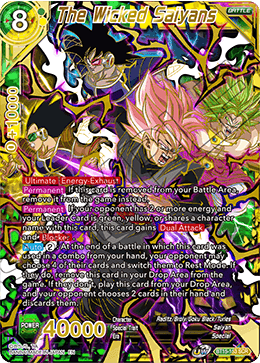 BATTLE
8
The Wicked Saiyans
0 +10000
Ultimate Energy-Exhaust
Permanent If this card is removed from your Battle Area,
remove it from the game instead.
Permanent If your opponent has 2 or more energy and
your Leader Card is green, yellow, or shares a character
name with this card, this card gains Dual Attack
and Blocker.
Auto At the end of a battle in which this card was
used in a combo from your hand, your opponent may
choose 4 of their cards and switch them to Rest Mode. If
they do, remove this card in your Drop Area from the
game. If they don't, play this card from your Drop Area,
and your opponent chooses 2 cards in their hand and
discards them.
POWER
40000
Character
Raditz/Broly/Goku Black/Turles
Special Trait
Saiyan
Era
Special
SCR